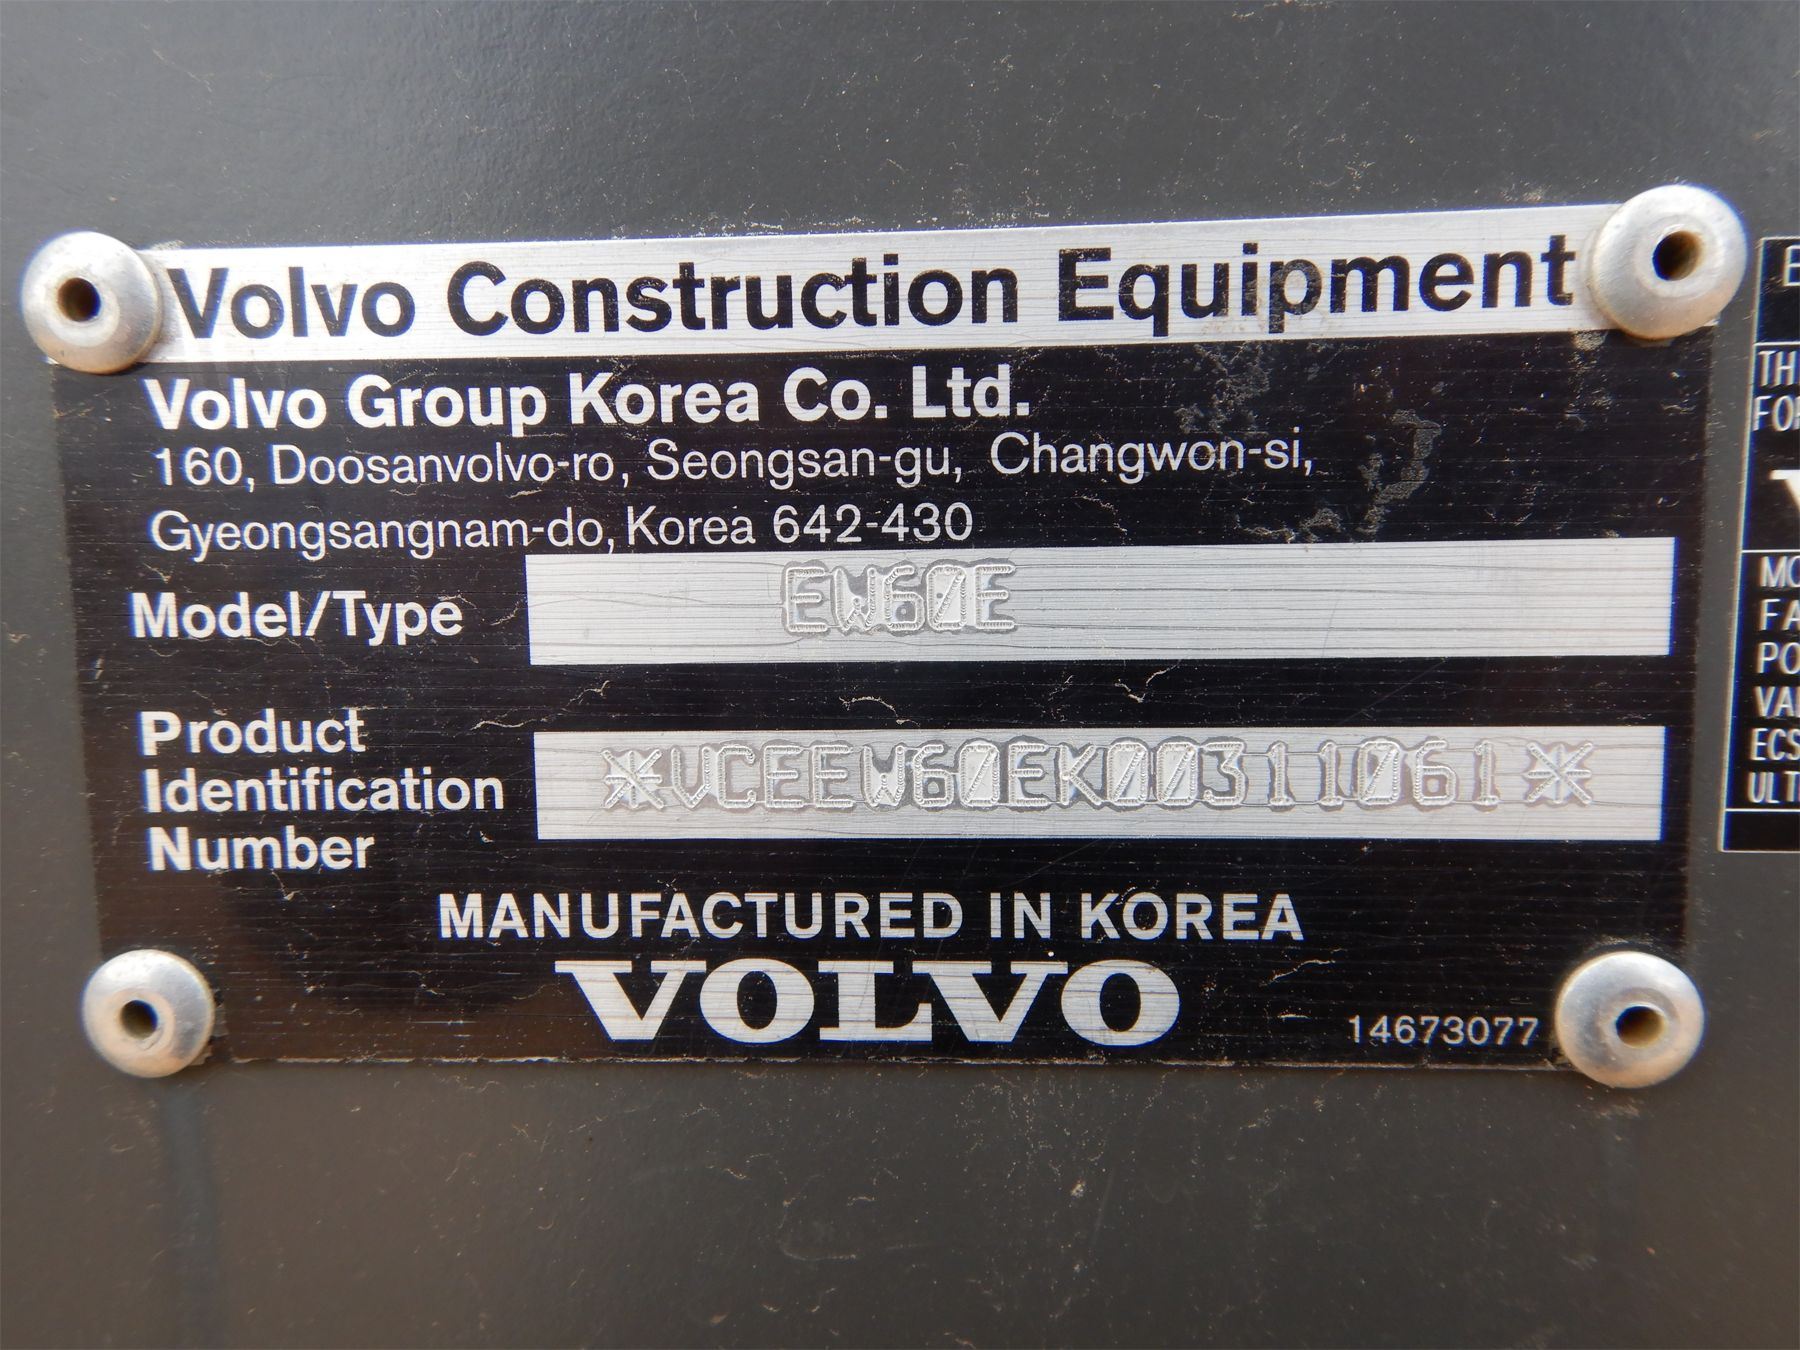 Volvo Construction Equipment
Volvo Group Korea Co. Ltd.
160, Doosanvolvo-ro, Seongsan-gu, Changwon-si,
Gyeongsangnam-do, Korea 642-430
Model/Type EW60E
Product
Identification
Number
*VCEEW60EK00311061*
MANUFACTURED IN KOREA
VOLVO
14673077